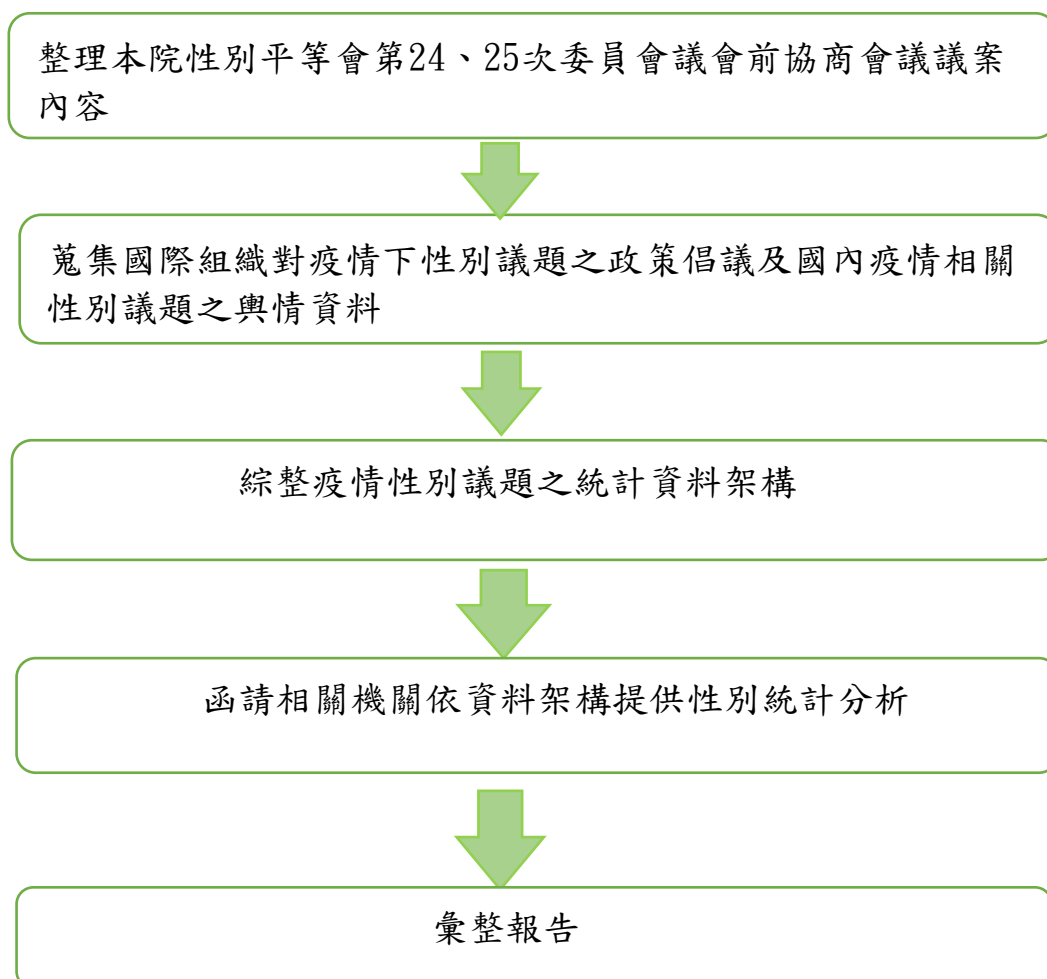 整理本院性別平等會第24、25次委員會議會前協商會議議案
內容
蒐集國際組織對疫情下性別議題之政策倡議及國內疫情相關
性別議題之輿情資料
綜整疫情性別議題之統計資料架構
函請相關機關依資料架構提供性別統計分析
彙整報告